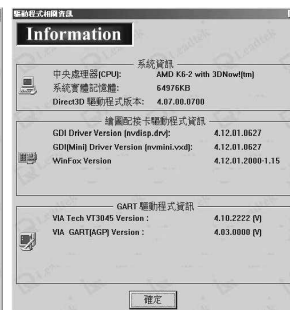 驅動程式相關資訊
Information
系統資訊
中央處理器(CPU): AMD K6-2 with 3DNow!(tm)
系統實體記憶體: 64976KB
Direct3D 驅動程式版本: 4.07.00.0700
繪圖配接卡驅動程式資訊
GDI Driver Version (nvdisp.drv): 4.12.01.0627
GDI(Mini) Driver Version (nvmini.vxd): 4.12.01.0627
WinFox Version 4.12.01.2000-1.15
GART 驅動程式資訊
VIA Tech VT3045 Version : 4.10.2222 (V)
VIA GART(AGP) Version : 4.03.0000 (V)
確定